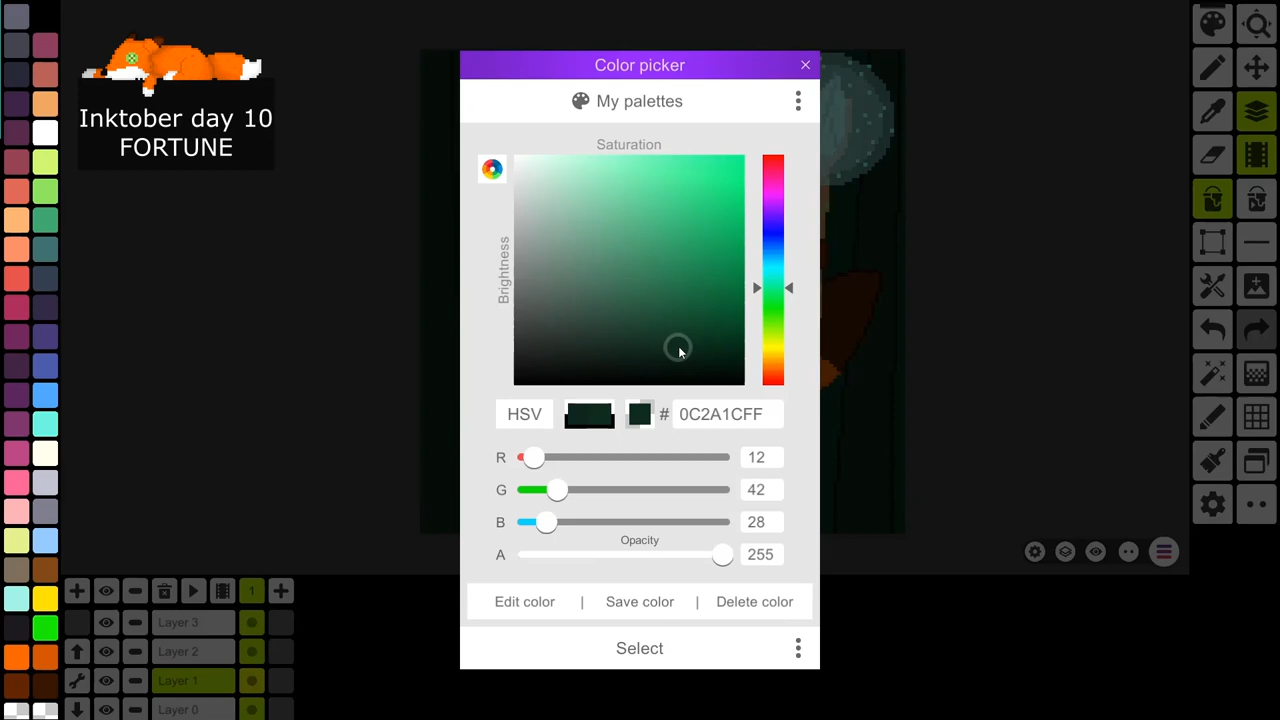 Color picker
My palettes
Inktober day 10
FORTUNE
Saturation
Brightness
HSV
# 0C2A1CFF
R 12
G 42
B 28
Opacity
A 255
Edit color | Save color | Delete color
Select
1
Layer 3
Layer 2
Layer 1
Layer 0